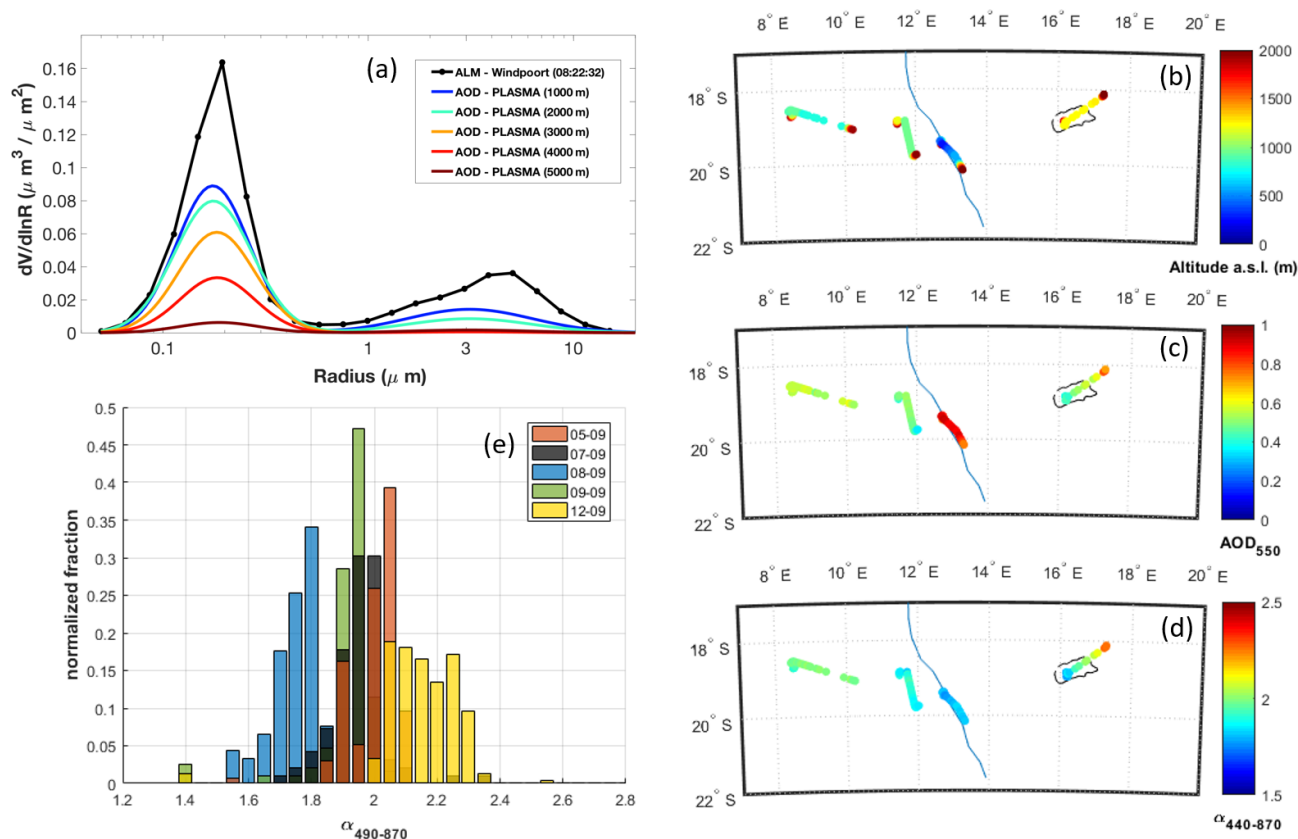 (a)
dV/dlnR (μ m³ / μ m²)
0.16
0.14
0.12
0.1
0.08
0.06
0.04
0.02
0
ALM - Windpoort (08:22:32)
AOD - PLASMA (1000 m)
AOD - PLASMA (2000 m)
AOD - PLASMA (3000 m)
AOD - PLASMA (4000 m)
AOD - PLASMA (5000 m)
0.1 1 3 10
Radius (μ m)
(b)
8° E 10° E 12° E 14° E 16° E 18° E 20° E
18° S
20° S
22° S
2000
1500
1000
500
0
Altitude a.s.l. (m)
(c)
8° E 10° E 12° E 14° E 16° E 18° E 20° E
18° S
20° S
22° S
1
0.8
0.6
0.4
0.2
0
AOD₅₅₀
(d)
8° E 10° E 12° E 14° E 16° E 18° E 20° E
18° S
20° S
22° S
2.5
2
1.5
α₄₄₀₋₈₇₀
(e)
normalized fraction
0.5
0.45
0.4
0.35
0.3
0.25
0.2
0.15
0.1
0.05
0
05-09
07-09
08-09
09-09
12-09
1.2 1.4 1.6 1.8 2 2.2 2.4 2.6 2.8
α₄₉₀₋₈₇₀